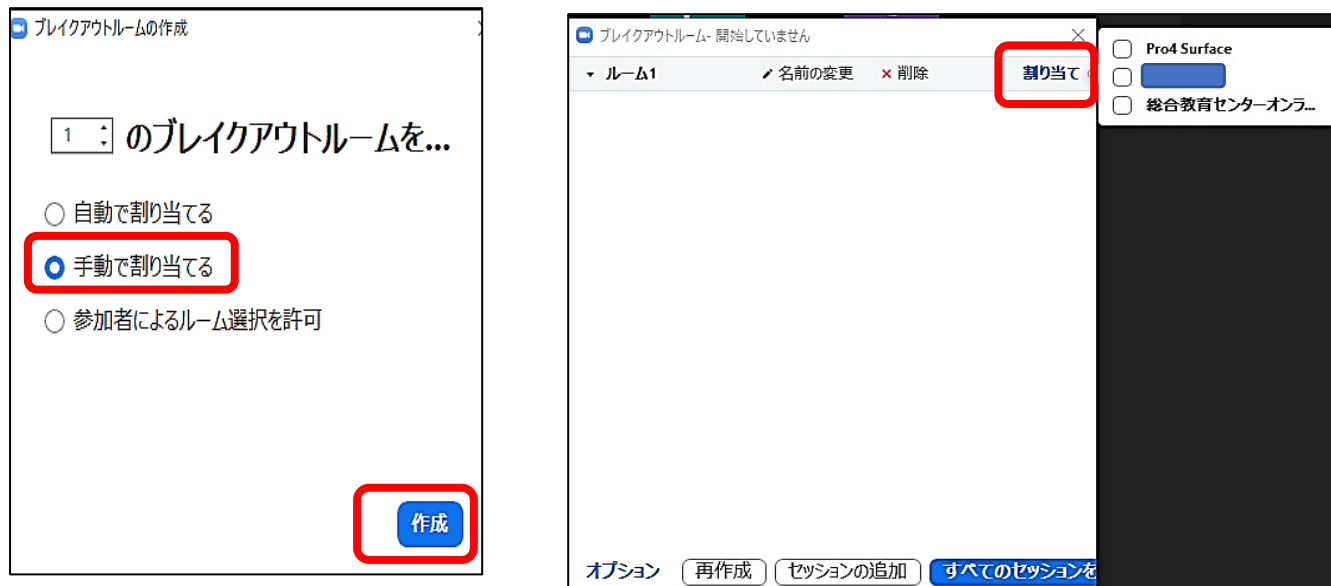 ブレイクアウトルームの作成
1 のブレイクアウトルームを...
自動で割り当てる
手動で割り当てる
参加者によるルーム選択を許可
作成
ブレイクアウトルーム- 開始していません
ルーム1 名前の変更 × 削除 割り当て
Pro4 Surface
総合教育センターオンラ...
オプション 再作成 セッションの追加 すべてのセッションを